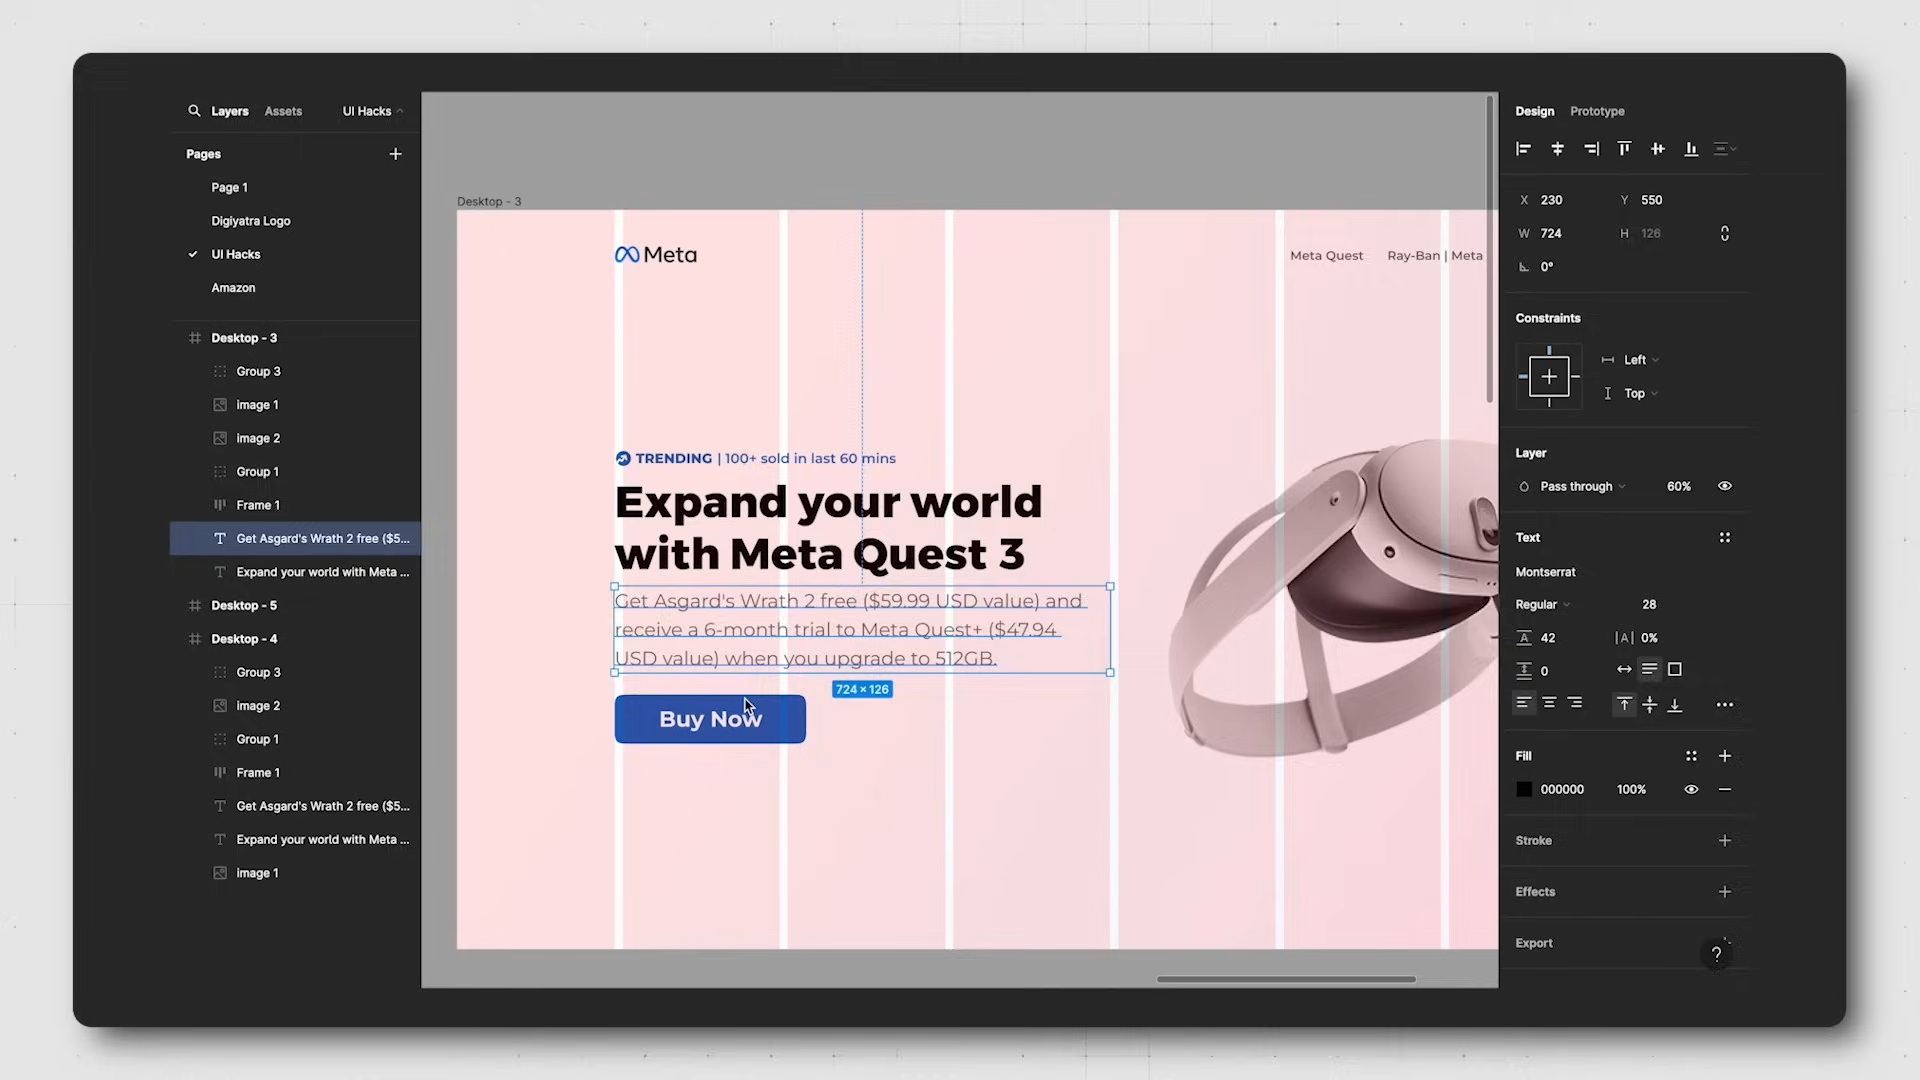 Layers Assets UI Hacks
Pages
Page 1
Digiyatra Logo
UI Hacks
Amazon
Desktop - 3
Group 3
image 1
image 2
Group 1
Frame 1
Get Asgard's Wrath 2 free ($5...
Expand your world with Meta ...
Desktop - 5
Desktop - 4
Group 3
image 2
Group 1
Frame 1
Get Asgard's Wrath 2 free ($5...
Expand your world with Meta ...
image 1
Desktop - 3
Meta
Meta Quest Ray-Ban | Meta
TRENDING | 100+ sold in last 60 mins
Expand your world
with Meta Quest 3
Get Asgard's Wrath 2 free ($59.99 USD value) and
receive a 6-month trial to Meta Quest+ ($47.94
USD value) when you upgrade to 512GB.
724 × 126
Buy Now
Design Prototype
X 230 Y 550
W 724 H 126
0°
Constraints
Left
Top
Layer
Pass through 60%
Text
Montserrat
Regular 28
A 42 |A| 0%
0
Fill
000000 100%
Stroke
Effects
Export
?